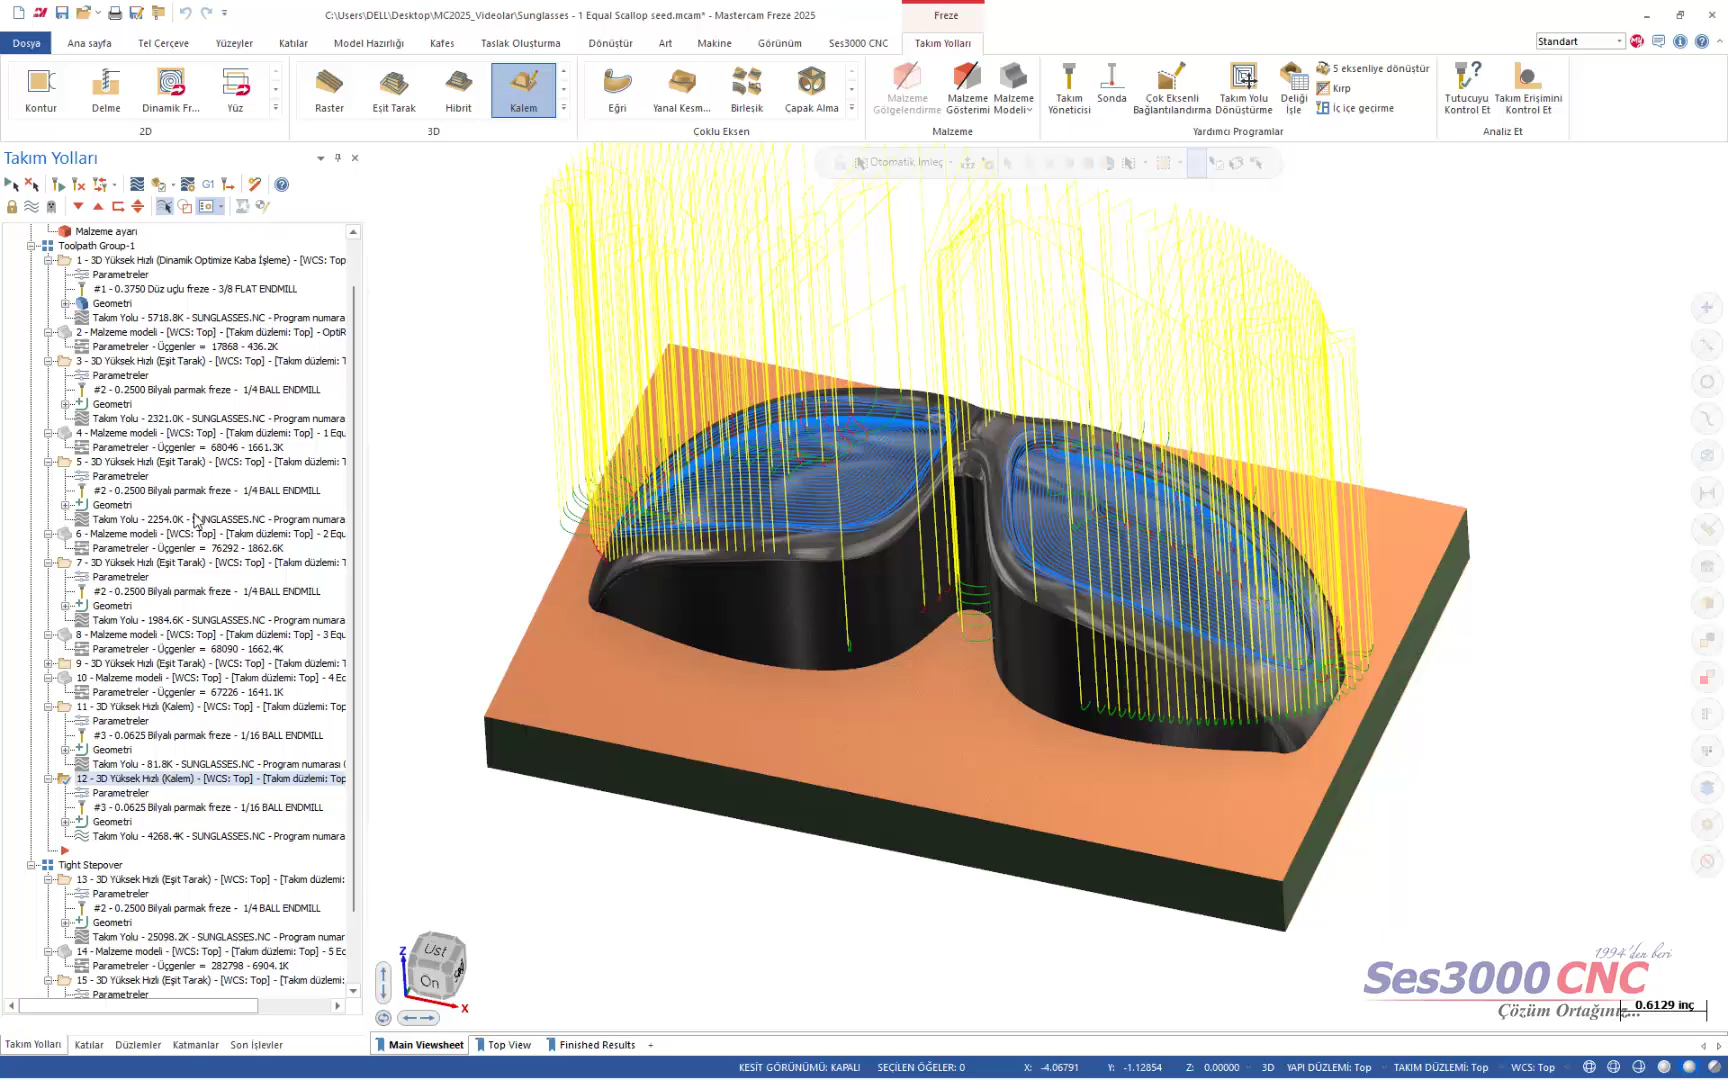 C:\Users\DELL\Desktop\MC2025_Videolar\Sunglasses - 1 Equal Scallop seed.mcam* - Mastercam Freze 2025
Freze
Dosya
Ana sayfa
Tel Çerçeve
Yüzeyler
Katılar
Model Hazırlığı
Kafes
Taslak Oluşturma
Dönüştür
Art
Makine
Görünüm
Ses3000 CNC
Takım Yolları
Standart
Kontur
Delme
Dinamik Fr...
Yüz
2D
Raster
Eşit Tarak
Hibrit
Kalem
3D
Eğri
Yanal Kesm...
Birleşik
Çapak Alma
Çoklu Eksen
Malzeme Gölgelendirme
Malzeme Gösterimi
Malzeme Modeli
Malzeme
Takım Yöneticisi
Sonda
Çok Eksenli Bağlantılandırma
Takım Yolu Dönüştürme
Deliği İşle
5 eksenliye dönüştür
Kırp
İç içe geçirme
Yardımcı Programlar
Tutucuyu Kontrol Et
Takım Erişimini Kontrol Et
Analiz Et
Takım Yolları
G1
Otomatik İmleç
Malzeme ayarı
Toolpath Group-1
1 - 3D Yüksek Hızlı (Dinamik Optimize Kaba İşleme) - [WCS: Top
Parametreler
#1 - 0.3750 Düz uçlu freze - 3/8 FLAT ENDMILL
Geometri
Takım Yolu - 5718.8K - SUNGLASSES.NC - Program numara
2 - Malzeme modeli - [WCS: Top] - [Takım düzlemi: Top] - OptiR
Parametreler - Üçgenler = 17868 - 436.2K
3 - 3D Yüksek Hızlı (Eşit Tarak) - [WCS: Top] - [Takım düzlemi: T
Parametreler
#2 - 0.2500 Bilyalı parmak freze - 1/4 BALL ENDMILL
Geometri
Takım Yolu - 2321.0K - SUNGLASSES.NC - Program numara
4 - Malzeme modeli - [WCS: Top] - [Takım düzlemi: Top] - 1 Equ
Parametreler - Üçgenler = 68046 - 1661.3K
5 - 3D Yüksek Hızlı (Eşit Tarak) - [WCS: Top] - [Takım düzlemi: T
Parametreler
#2 - 0.2500 Bilyalı parmak freze - 1/4 BALL ENDMILL
Geometri
Takım Yolu - 2254.0K - SUNGLASSES.NC - Program numara
6 - Malzeme modeli - [WCS: Top] - [Takım düzlemi: Top] - 2 Equ
Parametreler - Üçgenler = 76292 - 1862.6K
7 - 3D Yüksek Hızlı (Eşit Tarak) - [WCS: Top] - [Takım düzlemi: T
Parametreler
#2 - 0.2500 Bilyalı parmak freze - 1/4 BALL ENDMILL
Geometri
Takım Yolu - 1984.6K - SUNGLASSES.NC - Program numara
8 - Malzeme modeli - [WCS: Top] - [Takım düzlemi: Top] - 3 Equ
Parametreler - Üçgenler = 68090 - 1662.4K
9 - 3D Yüksek Hızlı (Eşit Tarak) - [WCS: Top] - [Takım düzlemi: T
10 - Malzeme modeli - [WCS: Top] - [Takım düzlemi: Top] - 4 Ec
Parametreler - Üçgenler = 67226 - 1641.1K
11 - 3D Yüksek Hızlı (Kalem) - [WCS: Top] - [Takım düzlemi: Top
Parametreler
#3 - 0.0625 Bilyalı parmak freze - 1/16 BALL ENDMILL
Geometri
Takım Yolu - 81.8K - SUNGLASSES.NC - Program numarası (
12 - 3D Yüksek Hızlı (Kalem) - [WCS: Top] - [Takım düzlemi: Top
Parametreler
#3 - 0.0625 Bilyalı parmak freze - 1/16 BALL ENDMILL
Geometri
Takım Yolu - 4268.4K - SUNGLASSES.NC - Program numara
Tight Stepover
13 - 3D Yüksek Hızlı (Eşit Tarak) - [WCS: Top] - [Takım düzlemi:
Parametreler
#2 - 0.2500 Bilyalı parmak freze - 1/4 BALL ENDMILL
Geometri
Takım Yolu - 25098.2K - SUNGLASSES.NC - Program numara
14 - Malzeme modeli - [WCS: Top] - [Takım düzlemi: Top] - 5 Ec
Parametreler - Üçgenler = 282798 - 6904.1K
15 - 3D Yüksek Hızlı (Eşit Tarak) - [WCS: Top] - [Takım düzlemi:
Parametreler
Z
Üst
Ön
X
1994'den beri
Ses3000 CNC
Çözüm Ortağınız...
0.6129 inç
Takım Yolları
Katılar
Düzlemler
Katmanlar
Son İşlevler
Main Viewsheet
Top View
Finished Results
+
KESİT GÖRÜNÜMÜ: KAPALI
SEÇİLEN ÖĞELER: 0
X: -4.06791
Y: -1.12854
Z: 0.00000
3D
YAPI DÜZLEMİ: Top
TAKIM DÜZLEMİ: Top
WCS: Top